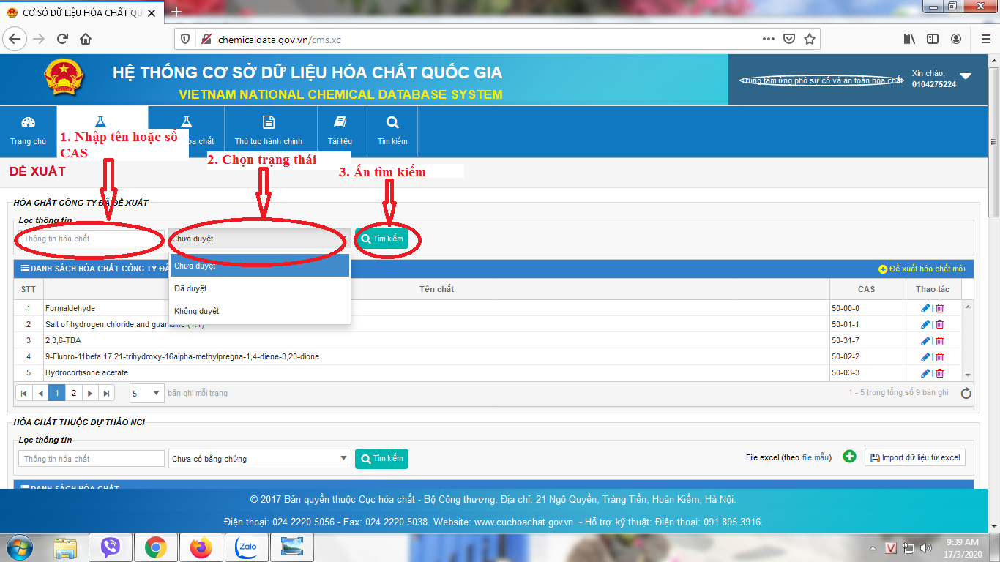 CƠ SỞ DỮ LIỆU HÓA CHẤT QU
chemicaldata.gov.vn/cms.xc
HỆ THỐNG CƠ SỞ DỮ LIỆU HÓA CHẤT QUỐC GIA
VIETNAM NATIONAL CHEMICAL DATABASE SYSTEM
Trung tâm ứng phó sự cố và an toàn hóa chất
Xin chào,
0104275224
Trang chủ
hóa chất
Thủ tục hành chính
Tài liệu
Tìm kiếm
1. Nhập tên hoặc số
CAS
2. Chọn trạng thái
3. Ấn tìm kiếm
ĐỀ XUẤT
HÓA CHẤT CÔNG TY ĐÃ ĐỀ XUẤT
Lọc thông tin
Thông tin hóa chất
Chưa duyệt
Tìm kiếm
Chưa duyệt
Đã duyệt
Không duyệt
DANH SÁCH HÓA CHẤT CÔNG TY ĐÃ
Đề xuất hóa chất mới
STT Tên chất CAS Thao tác
1 Formaldehyde 50-00-0
2 Salt of hydrogen chloride and guanidine (1:1) 50-01-1
3 2,3,6-TBA 50-31-7
4 9-Fluoro-11beta,17,21-trihydroxy-16alpha-methylpregna-1,4-diene-3,20-dione 50-02-2
5 Hydrocortisone acetate 50-03-3
1 2 5 bản ghi mỗi trang
1 - 5 trong tổng số 9 bản ghi
HÓA CHẤT THUỘC DỰ THẢO NCI
Lọc thông tin
Thông tin hóa chất
Chưa có bằng chứng
Tìm kiếm
File excel (theo file mẫu)
Import dữ liệu từ excel
DANH SÁCH HÓA CHẤT
© 2017 Bản quyền thuộc Cục hóa chất - Bộ Công thương. Địa chỉ: 21 Ngô Quyền, Tràng Tiền, Hoàn Kiếm, Hà Nội.
Điện thoại: 024 2220 5056 - Fax: 024 2220 5038. Website: www.cuchoachat.gov.vn. - Hỗ trợ kỹ thuật: Điện thoại: 091 895 3916.
Zalo
V
9:39 AM
17/3/2020